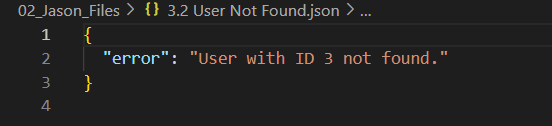 02_Jason_Files > {} 3.2 User Not Found.json > ...
1 {
2 "error": "User with ID 3 not found."
3 }
4